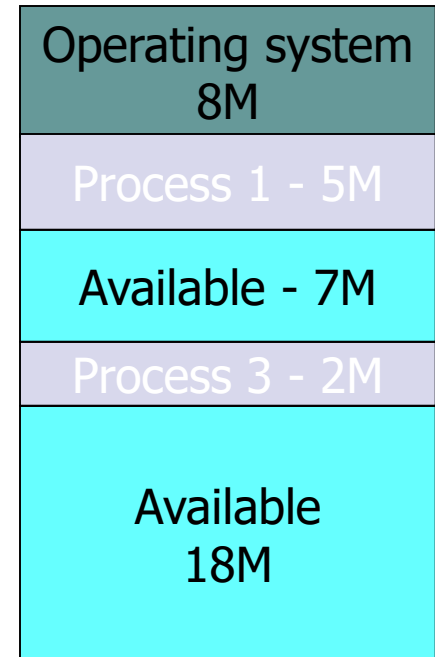 Operating system
8M
Process 1 - 5M
Available - 7M
Process 3 - 2M
Available
18M